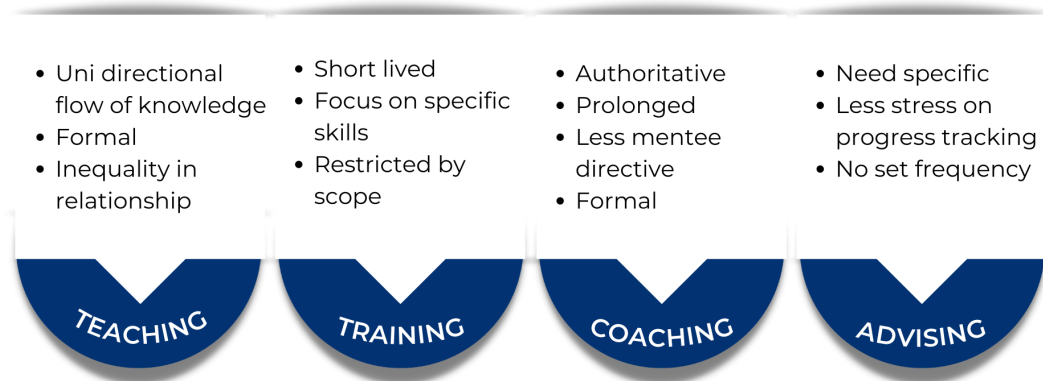 • Uni directional
flow of knowledge
• Formal
• Inequality in
relationship
TEACHING
• Short lived
• Focus on specific
skills
• Restricted by
scope
TRAINING
• Authoritative
• Prolonged
• Less mentee
directive
• Formal
COACHING
• Need specific
• Less stress on
progress tracking
• No set frequency
ADVISING